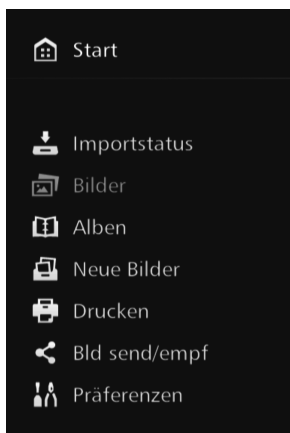 Start
Importstatus
Bilder
Alben
Neue Bilder
Drucken
Bld send/empf
Präferenzen